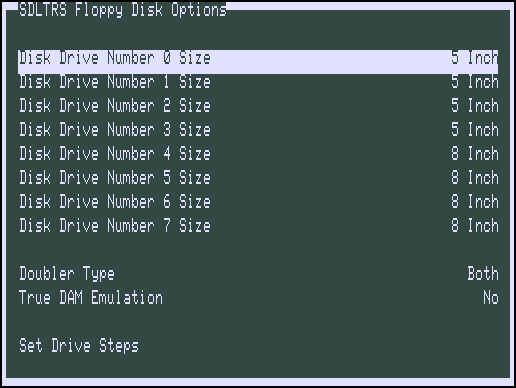 SDLTRS Floppy Disk Options
Disk Drive Number 0 Size 5 Inch
Disk Drive Number 1 Size 5 Inch
Disk Drive Number 2 Size 5 Inch
Disk Drive Number 3 Size 5 Inch
Disk Drive Number 4 Size 8 Inch
Disk Drive Number 5 Size 8 Inch
Disk Drive Number 6 Size 8 Inch
Disk Drive Number 7 Size 8 Inch
Doubler Type Both
True DAM Emulation No
Set Drive Steps